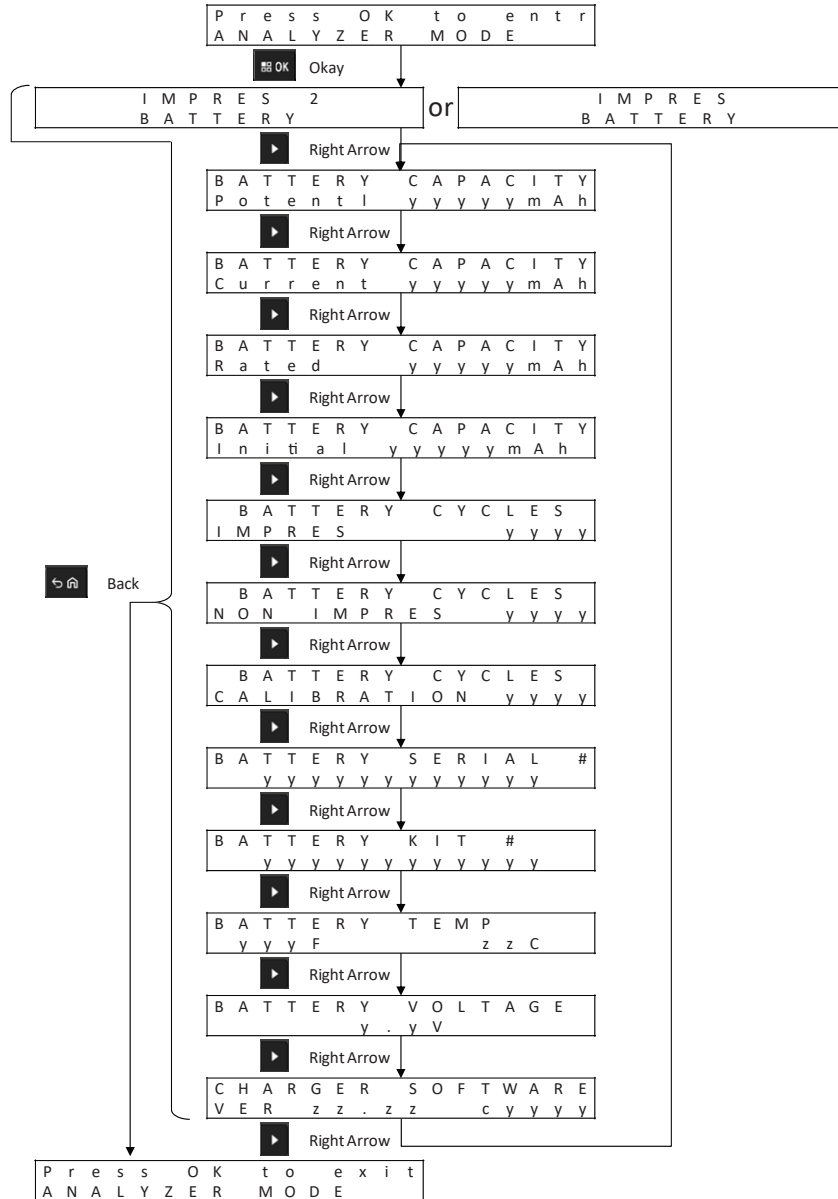 Press OK to entr
ANALYZER MODE
OK Okay
IMPRES 2
BATTERY
or
IMPRES
BATTERY
Right Arrow
BATTERY CAPACITY
Potentl yyyyymAh
Right Arrow
BATTERY CAPACITY
Current yyyyymAh
Right Arrow
BATTERY CAPACITY
Rated yyyyymAh
Right Arrow
BATTERY CAPACITY
Initial yyyyymAh
Right Arrow
BATTERY CYCLES
IMPRES yyyy
Right Arrow
Back
BATTERY CYCLES
NON IMPRES yyyy
Right Arrow
BATTERY CYCLES
CALIBRATION yyyy
Right Arrow
BATTERY SERIAL #
yyyyyyyyyyyy
Right Arrow
BATTERY KIT #
yyyyyyyyyyyy
Right Arrow
BATTERY TEMP
yyyF zzC
Right Arrow
BATTERY VOLTAGE
y.yV
Right Arrow
CHARGER SOFTWARE
VER zz.zz cyyyy
Right Arrow
Press OK to exit
ANALYZER MODE